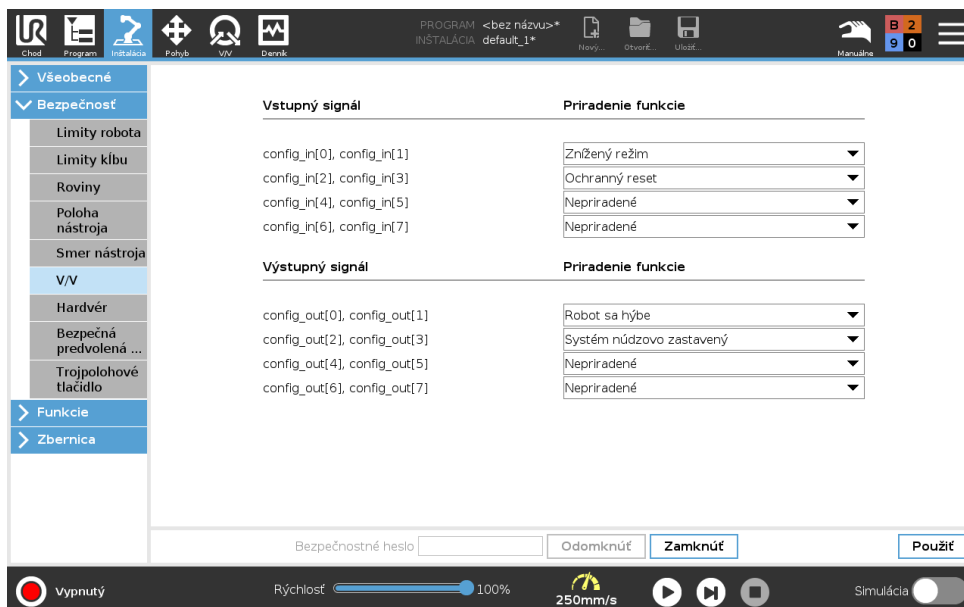 UR
PROGRAM <bez názvu>*
INŠTALÁCIA default_1*
Chod Program Inštalácia Pohyb V/V Denník Nový... Otvoriť... Uložiť... Manuálne
B 2
9 0
Všeobecné
Bezpečnosť
Limity robota
Limity kĺbu
Roviny
Poloha
nástroja
Smer nástroja
V/V
Hardvér
Bezpečná
predvolená ...
Trojpolohové
tlačidlo
Funkcie
Zbernica
Vstupný signál Priradenie funkcie
config_in[0], config_in[1] Znížený režim
config_in[2], config_in[3] Ochranný reset
config_in[4], config_in[5] Nepriradené
config_in[6], config_in[7] Nepriradené
Výstupný signál Priradenie funkcie
config_out[0], config_out[1] Robot sa hýbe
config_out[2], config_out[3] Systém núdzovo zastavený
config_out[4], config_out[5] Nepriradené
config_out[6], config_out[7] Nepriradené
Bezpečnostné heslo Odomknúť Zamknúť Použiť
Vypnutý Rýchlosť 100% 250mm/s Simulácia